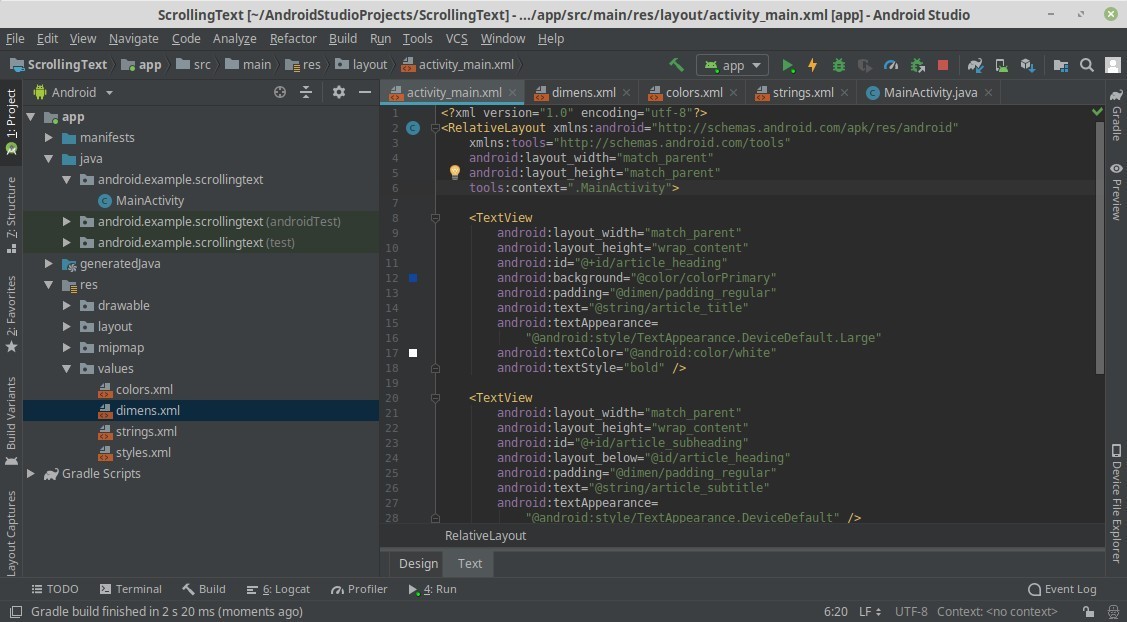 ScrollingText [~/AndroidStudioProjects/ScrollingText] - .../app/src/main/res/layout/activity_main.xml [app] - Android Studio
File Edit View Navigate Code Analyze Refactor Build Run Tools VCS Window Help
ScrollingText app src main res layout activity_main.xml app
1: Project
7: Structure
2: Favorites
Build Variants
Layout Captures
Android
app
manifests
java
android.example.scrollingtext
MainActivity
android.example.scrollingtext (androidTest)
android.example.scrollingtext (test)
generatedJava
res
drawable
layout
mipmap
values
colors.xml
dimens.xml
strings.xml
styles.xml
Gradle Scripts
activity_main.xml dimens.xml colors.xml strings.xml MainActivity.java
1 <?xml version="1.0" encoding="utf-8"?>
2 <RelativeLayout xmlns:android="http://schemas.android.com/apk/res/android"
3 xmlns:tools="http://schemas.android.com/tools"
4 android:layout_width="match_parent"
5 android:layout_height="match_parent"
6 tools:context=".MainActivity">
7
8 <TextView
9 android:layout_width="match_parent"
10 android:layout_height="wrap_content"
11 android:id="@+id/article_heading"
12 android:background="@color/colorPrimary"
13 android:padding="@dimen/padding_regular"
14 android:text="@string/article_title"
15 android:textAppearance=
16 "@android:style/TextAppearance.DeviceDefault.Large"
17 android:textColor="@android:color/white"
18 android:textStyle="bold" />
19
20 <TextView
21 android:layout_width="match_parent"
22 android:layout_height="wrap_content"
23 android:id="@+id/article_subheading"
24 android:layout_below="@id/article_heading"
25 android:padding="@dimen/padding_regular"
26 android:text="@string/article_subtitle"
27 android:textAppearance=
28 "@android:style/TextAppearance.DeviceDefault" />
RelativeLayout
Design Text
Gradle
Preview
Device File Explorer
TODO Terminal Build 6: Logcat Profiler 4: Run Event Log
Gradle build finished in 2 s 20 ms (moments ago) 6:20 LF UTF-8 Context: <no context>